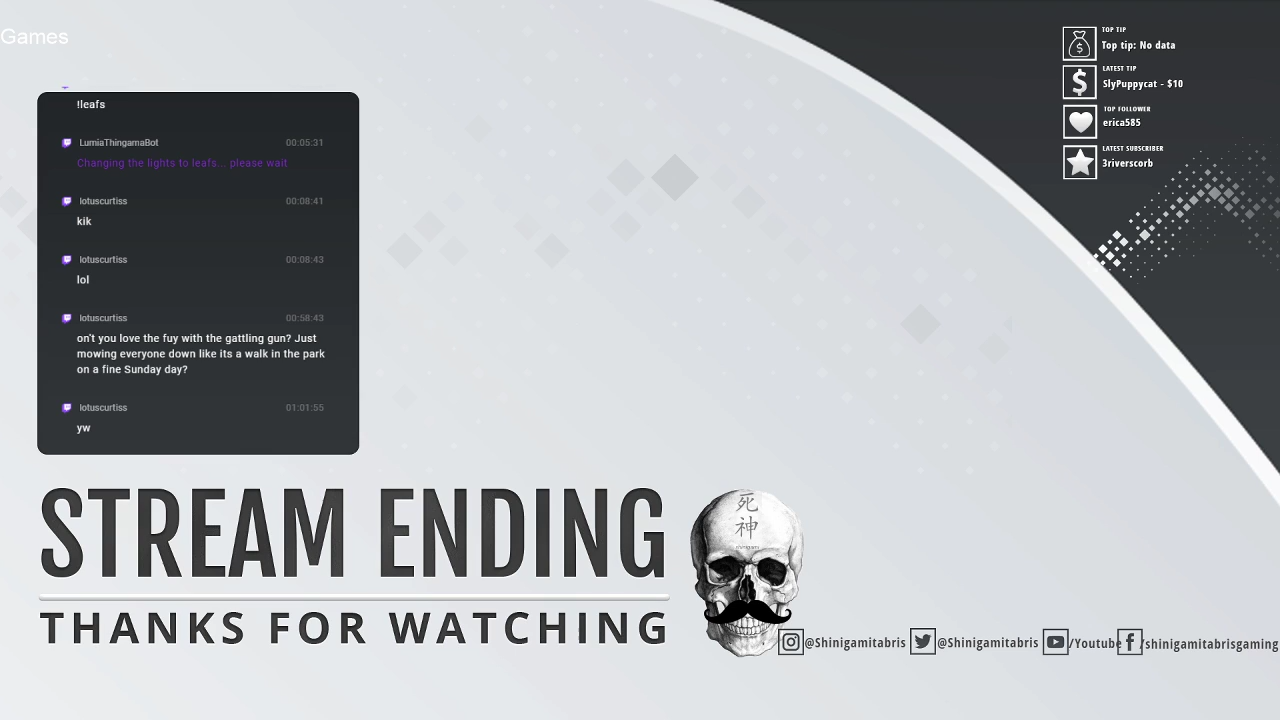 Games
TOP TIP
Top tip: No data
LATEST TIP
SlyPuppycat - $10
TOP FOLLOWER
erica585
LATEST SUBSCRIBER
3riverscorb
!leafs
LumiaThingamaBot 00:05:31
Changing the lights to leafs... please wait
lotuscurtiss 00:08:41
kik
lotuscurtiss 00:08:43
lol
lotuscurtiss 00:58:43
on't you love the fuy with the gattling gun? Just
mowing everyone down like its a walk in the park
on a fine Sunday day?
lotuscurtiss 01:01:55
yw
STREAM ENDING
THANKS FOR WATCHING
死
神
shinigami
@Shinigamitabris @Shinigamitabris /Youtube /shinigamitabrisgaming